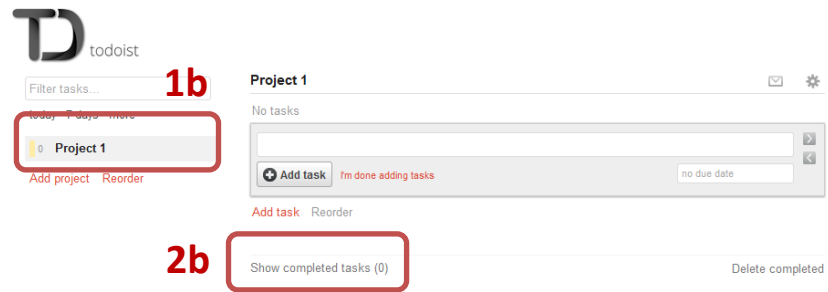 TD todoist
1b
Filter tasks...
today 7 days more
0 Project 1
Add project Reorder
Project 1
No tasks
Add task I'm done adding tasks no due date
Add task Reorder
2b
Show completed tasks (0) Delete completed